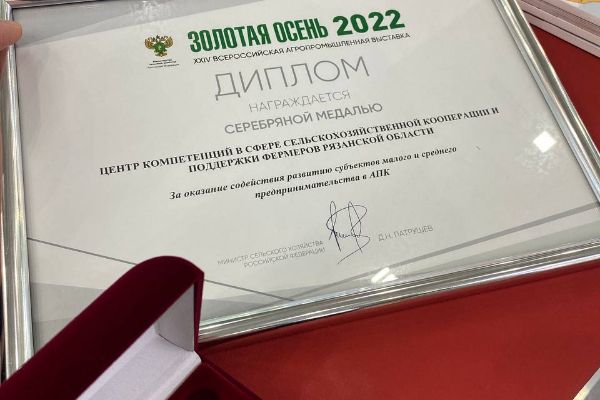 ЗОЛОТАЯ ОСЕНЬ 2022
XXIV ВСЕРОССИЙСКАЯ АГРОПРОМЫШЛЕННАЯ ВЫСТАВКА
ДИПЛОМ
НАГРАЖДАЕТСЯ
СЕРЕБРЯНОЙ МЕДАЛЬЮ
ЦЕНТР КОМПЕТЕНЦИЙ В СФЕРЕ СЕЛЬСКОХОЗЯЙСТВЕННОЙ КООПЕРАЦИИ И
ПОДДЕРЖКИ ФЕРМЕРОВ РЯЗАНСКОЙ ОБЛАСТИ
За оказание содействия развитию субъектов малого и среднего
предпринимательства в АПК
МИНИСТР СЕЛЬСКОГО ХОЗЯЙСТВА
РОССИЙСКОЙ ФЕДЕРАЦИИ
Д.Н. ПАТРУШЕВ